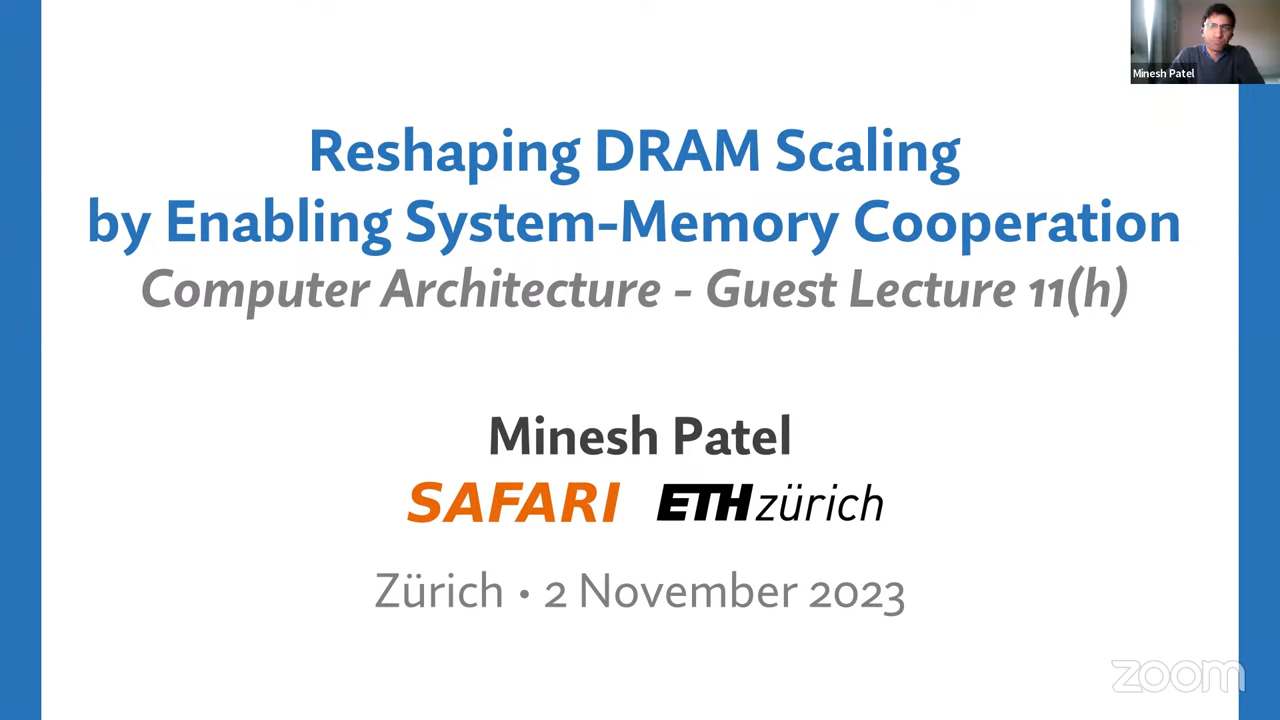 Minesh Patel
Reshaping DRAM Scaling
by Enabling System-Memory Cooperation
Computer Architecture - Guest Lecture 11(h)
Minesh Patel
SAFARI ETH zürich
Zürich • 2 November 2023
zoom